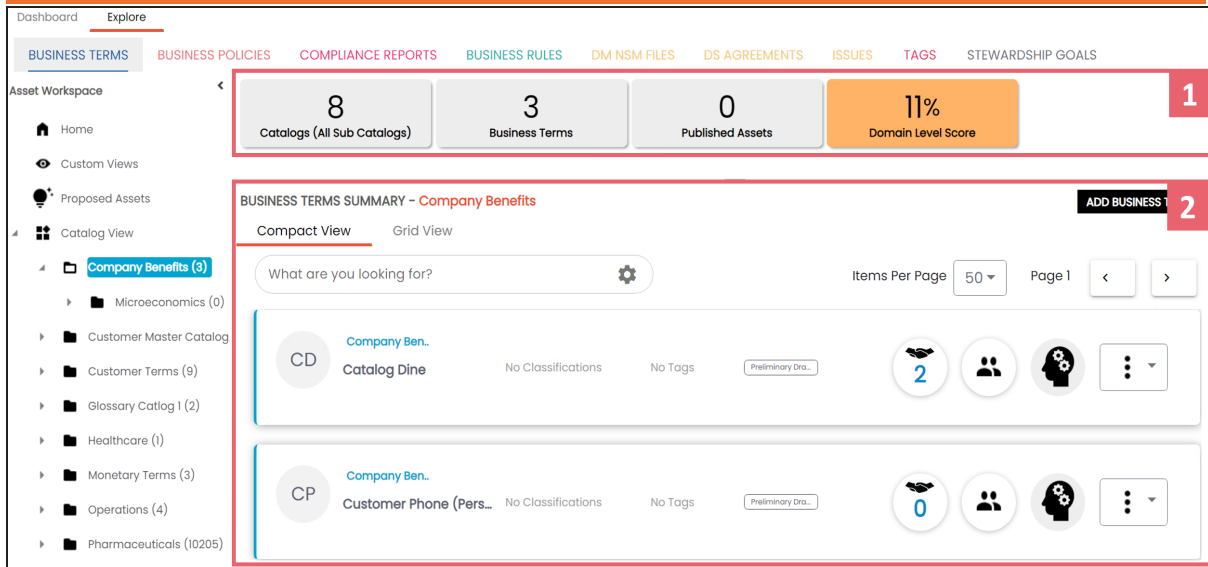 Dashboard Explore
BUSINESS TERMS BUSINESS POLICIES COMPLIANCE REPORTS BUSINESS RULES DM NSM FILES DS AGREEMENTS ISSUES TAGS STEWARDSHIP GOALS
Asset Workspace
Home
Custom Views
Proposed Assets
Catalog View
Company Benefits (3)
Microeconomics (0)
Customer Master Catalog
Customer Terms (9)
Glossary Catlog 1 (2)
Healthcare (1)
Monetary Terms (3)
Operations (4)
Pharmaceuticals (10205)
1
8
Catalogs (All Sub Catalogs)
3
Business Terms
0
Published Assets
11%
Domain Level Score
2
BUSINESS TERMS SUMMARY - Company Benefits
ADD BUSINESS T
Compact View Grid View
What are you looking for?
Items Per Page 50 Page 1 < >
CD
Company Ben..
Catalog Dine No Classifications No Tags Preliminary Dra... 2
CP
Company Ben..
Customer Phone (Pers... No Classifications No Tags Preliminary Dra... 0